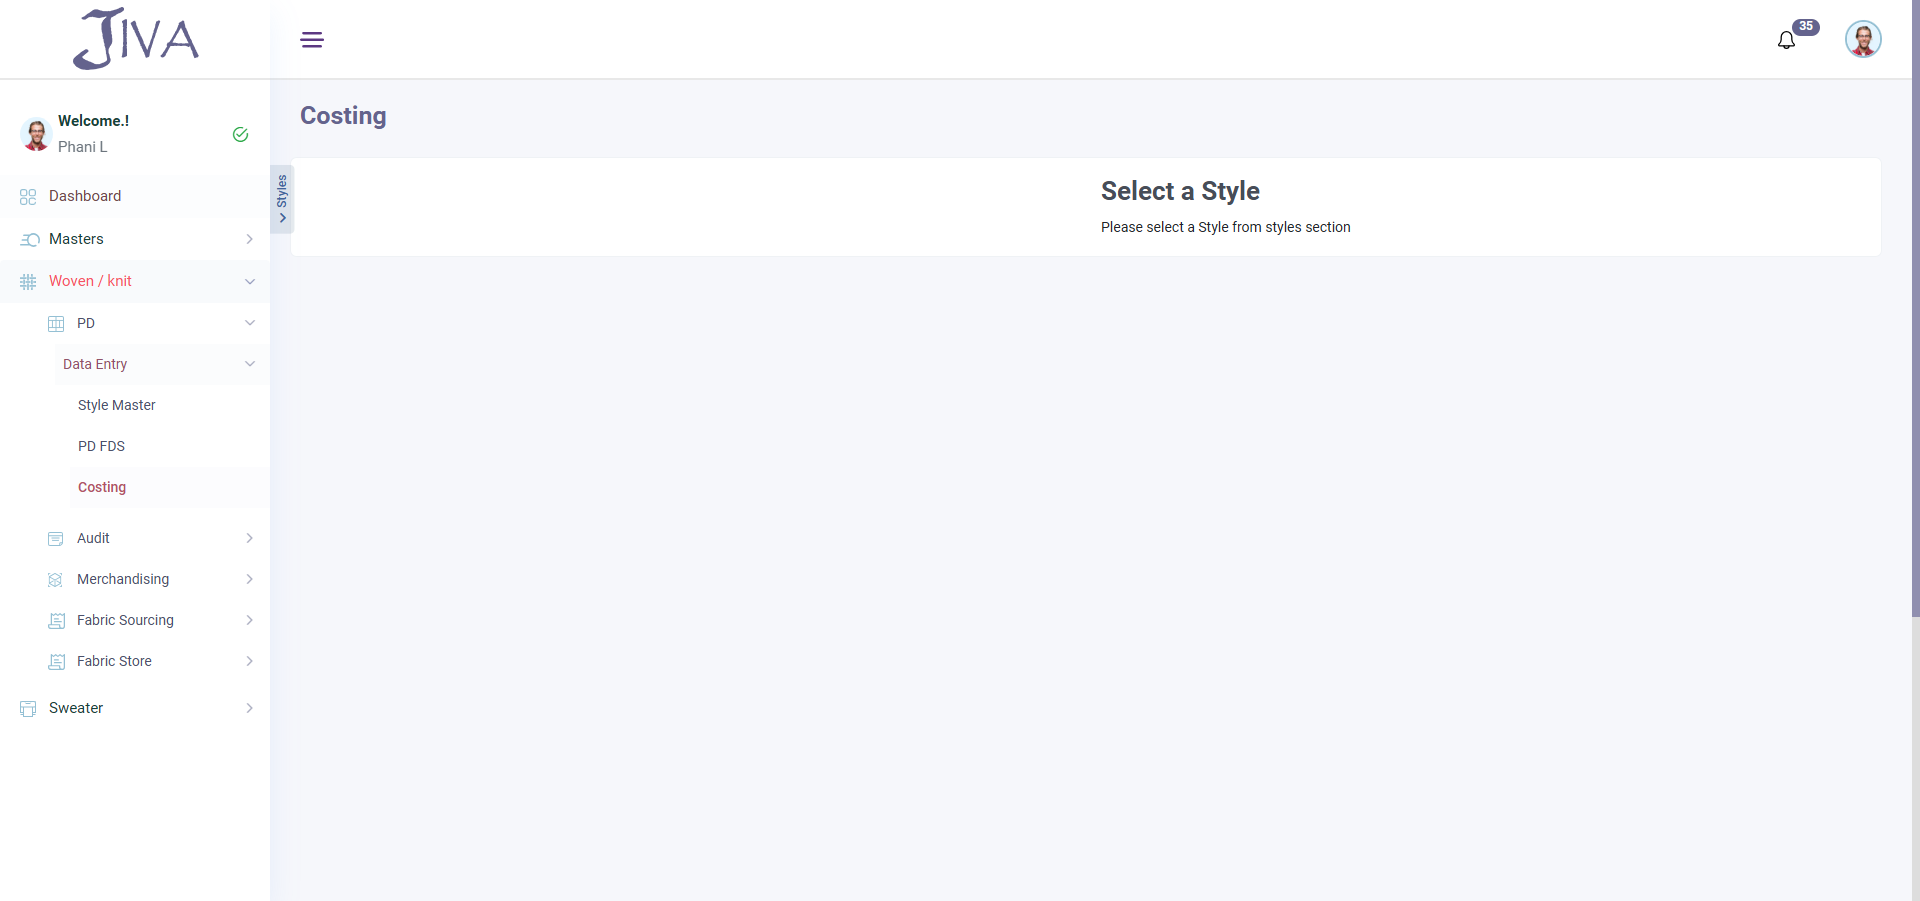 JIVA
35
Welcome.!
Phani L
Dashboard
Masters
Woven / knit
PD
Data Entry
Style Master
PD FDS
Costing
Audit
Merchandising
Fabric Sourcing
Fabric Store
Sweater
Costing
Styles
Select a Style
Please select a Style from styles section